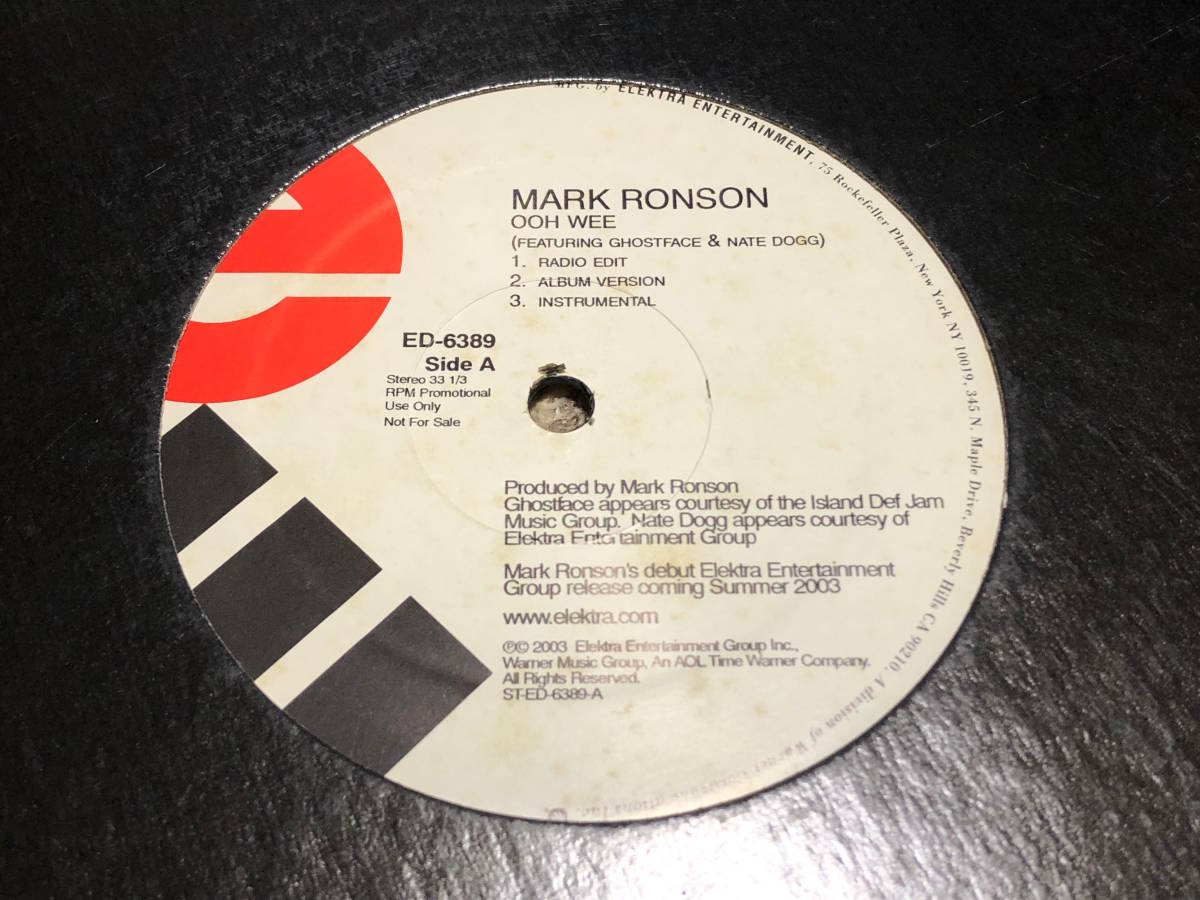 MFG. by ELEKTRA ENTERTAINMENT, 75 Rockefeller Plaza, New York NY 10019, 345 N. Maple Drive, Beverly Hills CA 90210. A division of
MARK RONSON
OOH WEE
(FEATURING GHOSTFACE & NATE DOGG)
1. RADIO EDIT
2. ALBUM VERSION
3. INSTRUMENTAL
ED-6389
Side A
Stereo 33 1/3
RPM Promotional
Use Only
Not For Sale
Produced by Mark Ronson
Ghostface appears courtesy of the Island Def Jam
Music Group. Nate Dogg appears courtesy of
Elektra Entertainment Group
Mark Ronson's debut Elektra Entertainment
Group release coming Summer 2003
www.elektra.com
℗© 2003 Elektra Entertainment Group Inc.,
Warner Music Group, An AOL Time Warner Company.
All Rights Reserved.
ST-ED-6389-A